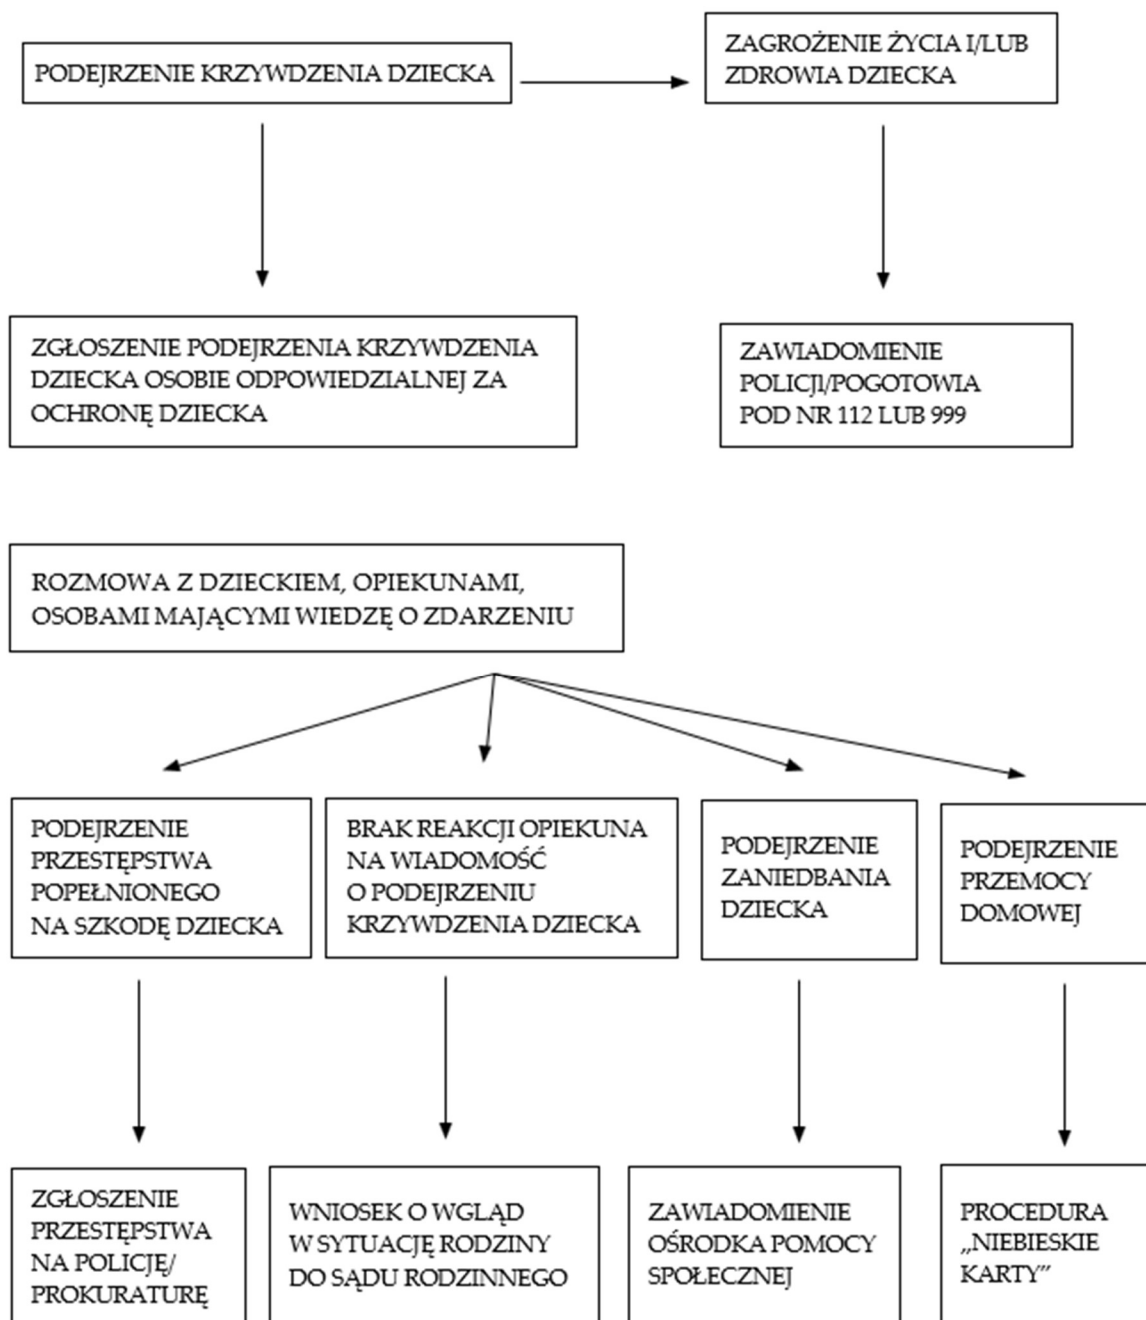 PODEJRZENIE KRZYWDZENIA DZIECKA
ZAGROŻENIE ŻYCIA I/LUB
ZDROWIA DZIECKA
ZGŁOSZENIE PODEJRZENIA KRZYWDZENIA
DZIECKA OSOBIE ODPOWIEDZIALNEJ ZA
OCHRONĘ DZIECKA
ZAWIADOMIENIE
POLICJI/POGOTOWIA
POD NR 112 LUB 999
ROZMOWA Z DZIECKIEM, OPIEKUNAMI,
OSOBAMI MAJĄCYMI WIEDZĘ O ZDARZENIU
PODEJRZENIE
PRZESTĘPSTWA
POPEŁNIONEGO
NA SZKODĘ DZIECKA
BRAK REAKCJI OPIEKUNA
NA WIADOMOŚĆ
O PODEJRZENIU
KRZYWDZENIA DZIECKA
PODEJRZENIE
ZANIEDBANIA
DZIECKA
PODEJRZENIE
PRZEMOCY
DOMOWEJ
ZGŁOSZENIE
PRZESTĘPSTWA
NA POLICJĘ/
PROKURATURĘ
WNIOSEK O WGLĄD
W SYTUACJĘ RODZINY
DO SĄDU RODZINNEGO
ZAWIADOMIENIE
OŚRODKA POMOCY
SPOŁECZNEJ
PROCEDURA
„NIEBIESKIE
KARTY”